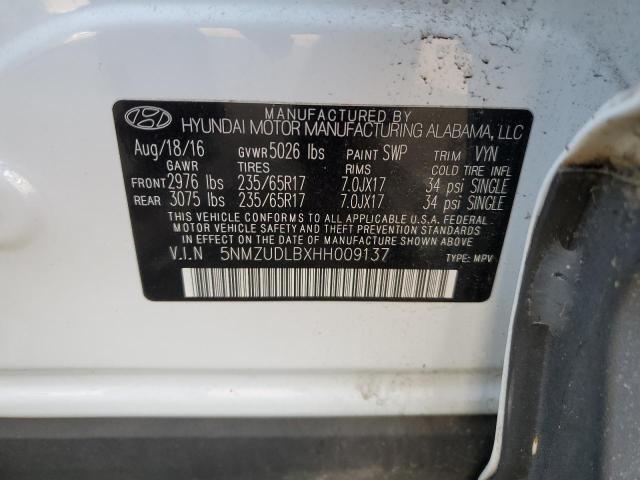 MANUFACTURED BY
HYUNDAI MOTOR MANUFACTURING ALABAMA, LLC
Aug/18/16 GVWR 5026 lbs PAINT SWP TRIM VYN
GAWR TIRES RIMS COLD TIRE INFL
FRONT 2976 lbs 235/65R17 7.0JX17 34 psi SINGLE
REAR 3075 lbs 235/65R17 7.0JX17 34 psi SINGLE
THIS VEHICLE CONFORMS TO ALL APPLICABLE U.S.A. FEDERAL
MOTOR VEHICLE SAFETY AND THEFT PREVENTION STANDARDS
IN EFFECT ON THE DATE OF MANUFACTURE SHOWN ABOVE.
V.I.N 5NMZUDLBXHH009137 TYPE: MPV